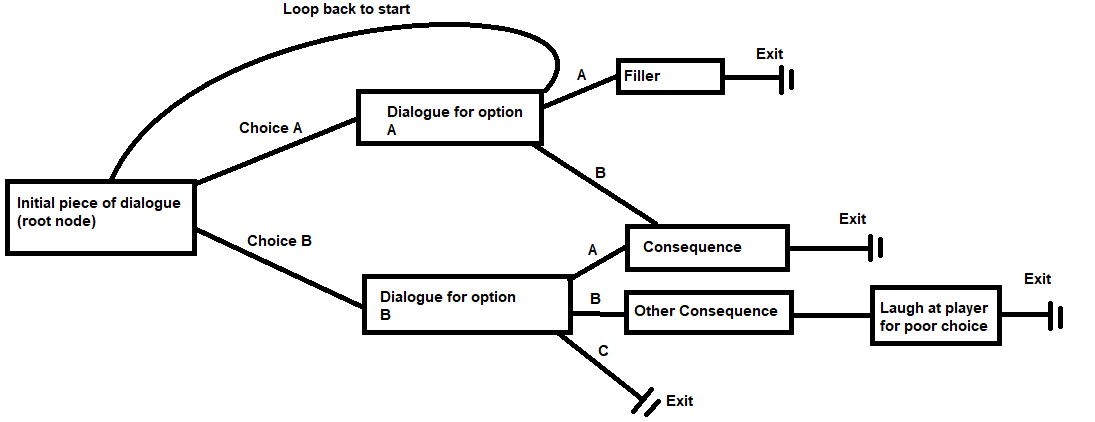 Loop back to start
Exit
A
Filler
Dialogue for option
A
Choice A
B
Initial piece of dialogue
(root node)
Exit
Choice B
A
Consequence
Exit
Dialogue for option
B
B
Other Consequence
Laugh at player
for poor choice
C
Exit